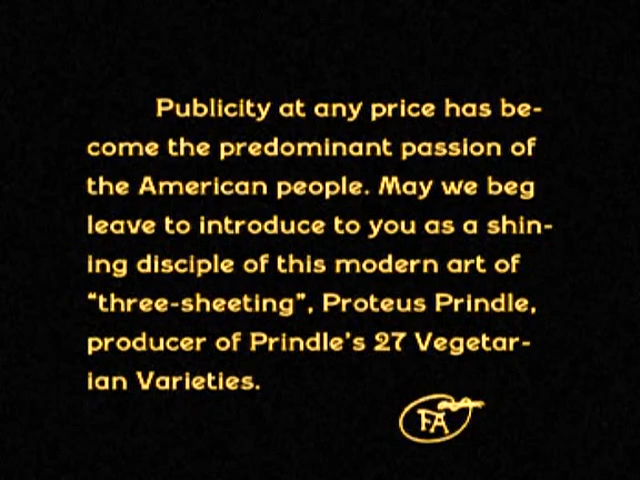 Publicity at any price has be-
come the predominant passion of
the American people. May we beg
leave to introduce to you as a shin-
ing disciple of this modern art of
"three-sheeting", Proteus Prindle,
producer of Prindle's 27 Vegetar-
ian Varieties.
FA